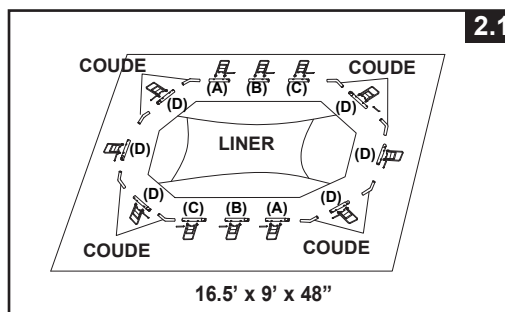 2.1
COUDE (A) (B) (C) COUDE
(D) (D)
(D) LINER (D)
(D) (D)
(C) (B) (A)
COUDE COUDE
16.5' x 9' x 48”